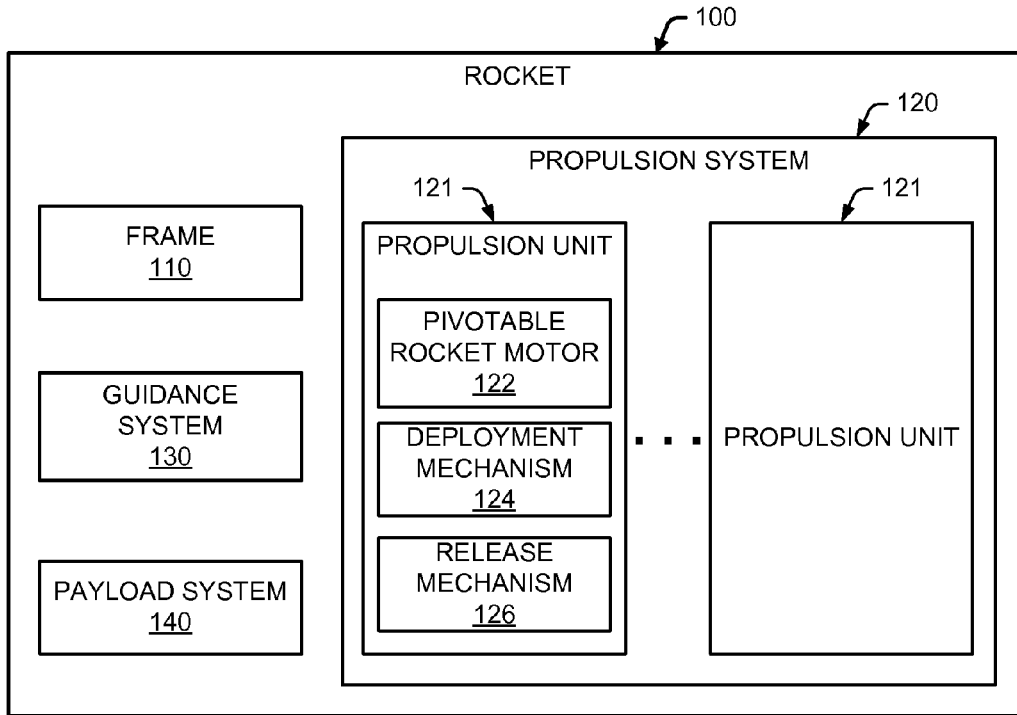 100
ROCKET
120
PROPULSION SYSTEM
121
121
FRAME
110
PROPULSION UNIT
PIVOTABLE
ROCKET MOTOR
122
GUIDANCE
SYSTEM
130
DEPLOYMENT
MECHANISM
124
. . .
PROPULSION UNIT
RELEASE
MECHANISM
126
PAYLOAD SYSTEM
140